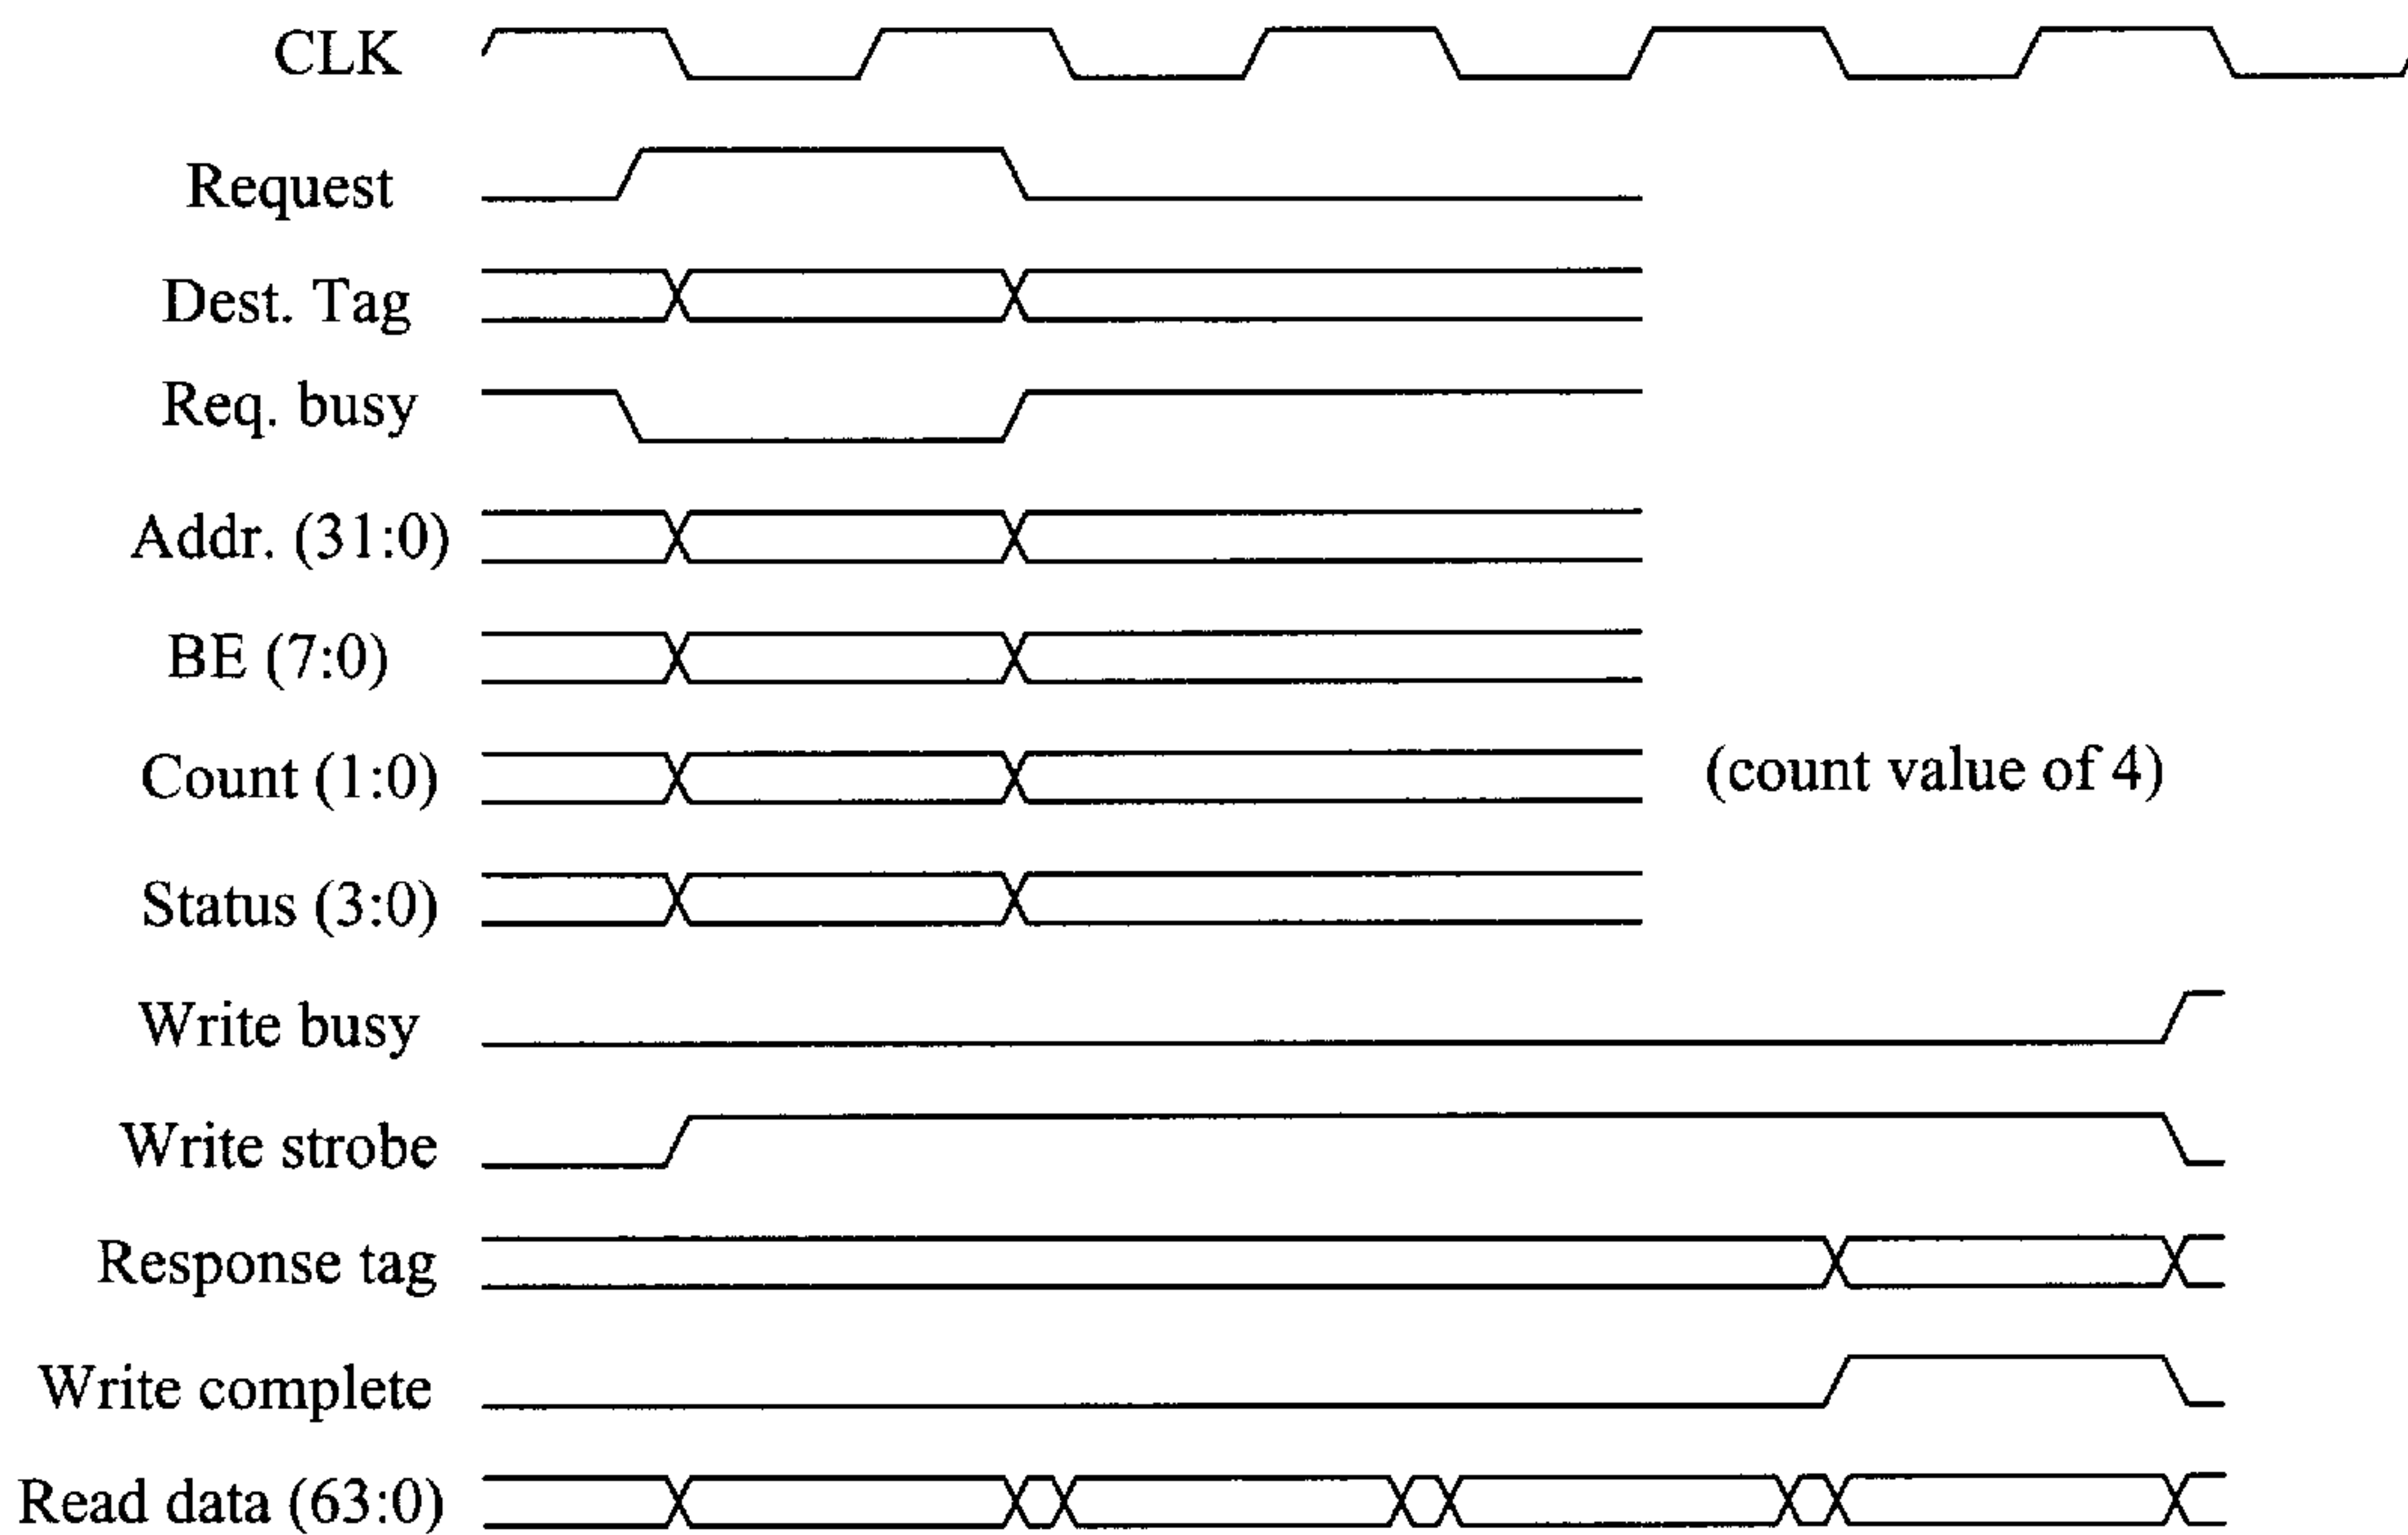 CLK
Request
Dest. Tag
Req. busy
Addr. (31:0)
BE (7:0)
Count (1:0)
(count value of 4)
Status (3:0)
Write busy
Write strobe
Response tag
Write complete
Read data (63:0)